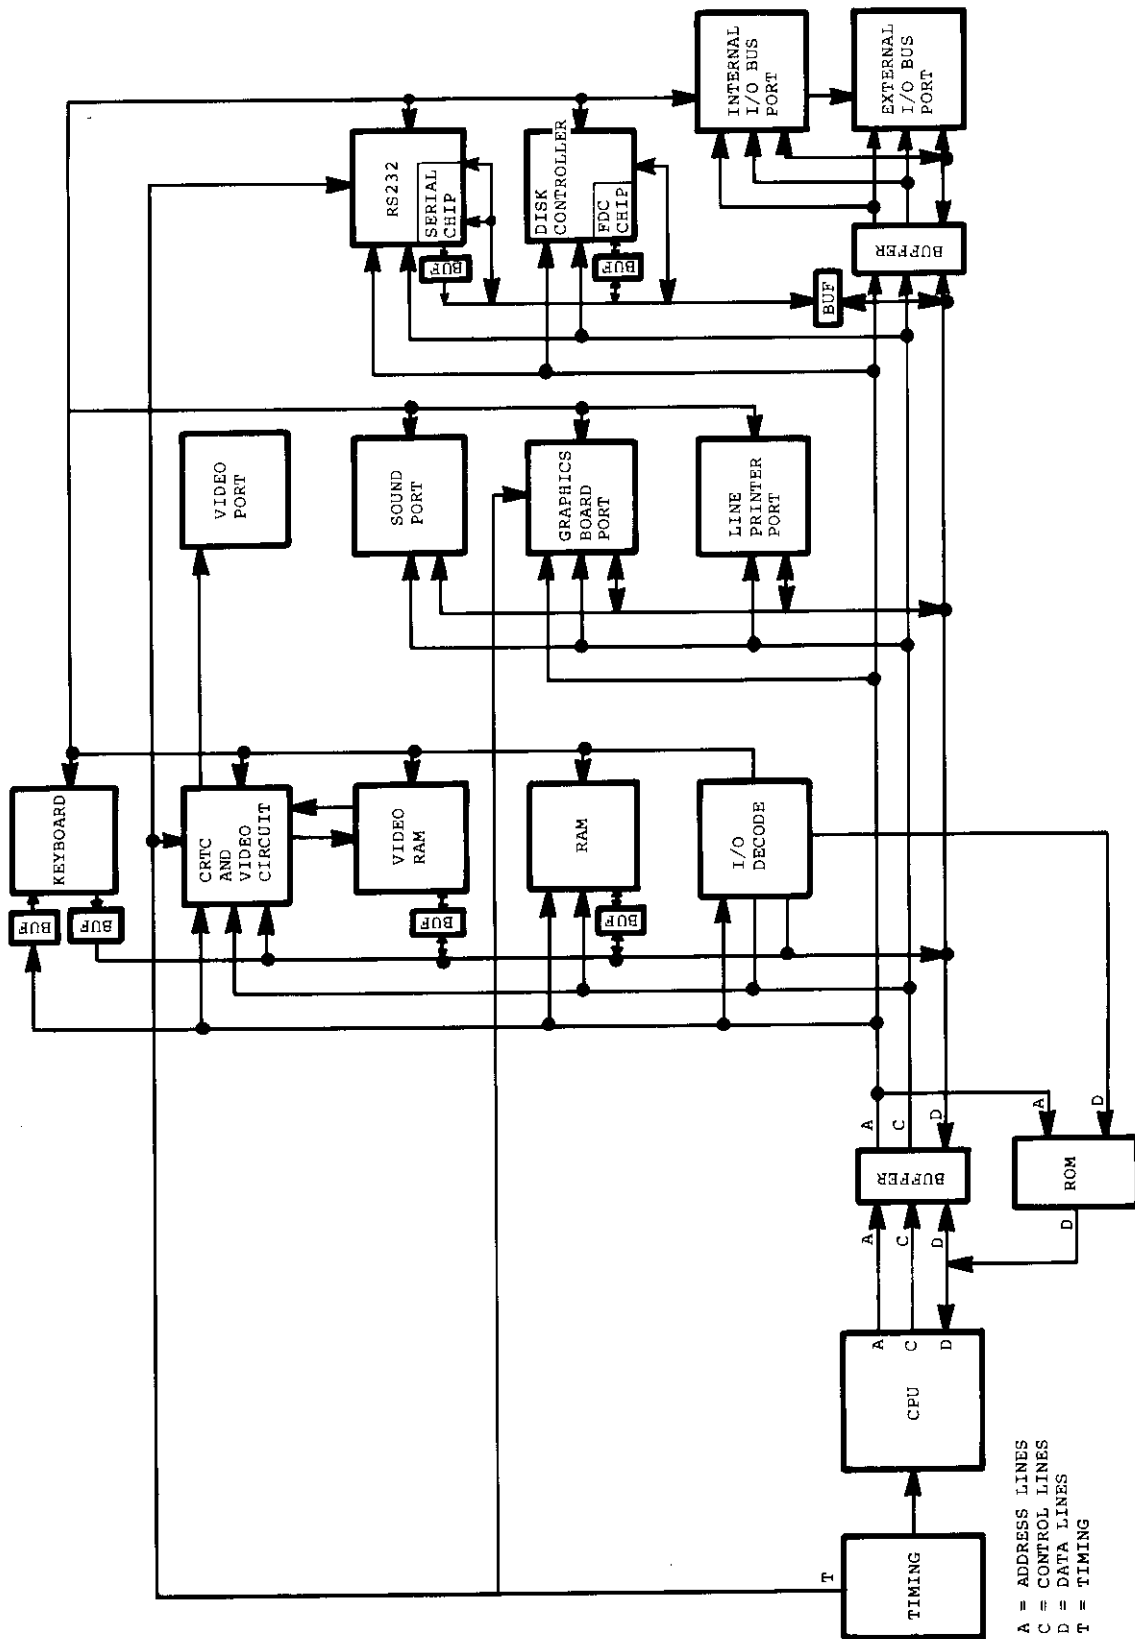 KEYBOARD
BUF
BUF
CRTC
AND
VIDEO
CIRCUIT
VIDEO
RAM
BUF
RAM
BUF
I/O
DECODE
VIDEO
PORT
SOUND
PORT
GRAPHICS
BOARD
PORT
LINE
PRINTER
PORT
RS232
SERIAL
CHIP
BUF
DISK
CONTROLLER
FDC
CHIP
BUF
BUF
INTERNAL
I/O BUS
PORT
EXTERNAL
I/O BUS
PORT
BUFFER
T
TIMING
CPU
A
C
D
A
C
D
BUFFER
A
C
D
ROM
A
D
D
A = ADDRESS LINES
C = CONTROL LINES
D = DATA LINES
T = TIMING